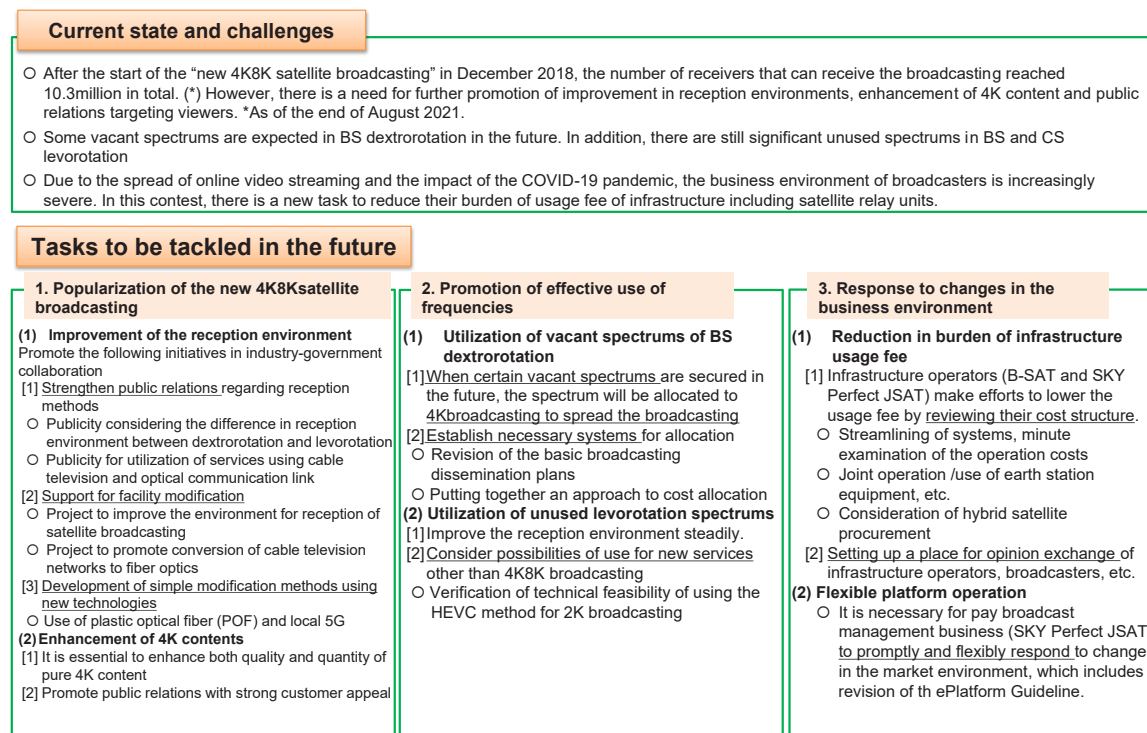 Current state and challenges
○ After the start of the “new 4K8K satellite broadcasting” in December 2018, the number of receivers that can receive the broadcasting reached
10.3million in total. (*) However, there is a need for further promotion of improvement in reception environments, enhancement of 4K content and public
relations targeting viewers. *As of the end of August 2021.
○ Some vacant spectrums are expected in BS dextrorotation in the future. In addition, there are still significant unused spectrums in BS and CS
levorotation
○ Due to the spread of online video streaming and the impact of the COVID-19 pandemic, the business environment of broadcasters is increasingly
severe. In this contest, there is a new task to reduce their burden of usage fee of infrastructure including satellite relay units.
Tasks to be tackled in the future
1. Popularization of the new 4K8Ksatellite
broadcasting
(1) Improvement of the reception environment
Promote the following initiatives in industry-government
collaboration
[1] Strengthen public relations regarding reception
methods
○ Publicity considering the difference in reception
environment between dextrorotation and levorotation
○ Publicity for utilization of services using cable
television and optical communication link
[2] Support for facility modification
○ Project to improve the environment for reception of
satellite broadcasting
○ Project to promote conversion of cable television
networks to fiber optics
[3] Development of simple modification methods using
new technologies
○ Use of plastic optical fiber (POF) and local 5G
(2)Enhancement of 4K contents
[1] It is essential to enhance both quality and quantity of
pure 4K content
[2] Promote public relations with strong customer appeal
2. Promotion of effective use of
frequencies
(1) Utilization of vacant spectrums of BS
dextrorotation
[1]When certain vacant spectrums are secured in
the future, the spectrum will be allocated to
4Kbroadcasting to spread the broadcasting
[2]Establish necessary systems for allocation
○ Revision of the basic broadcasting
dissemination plans
○ Putting together an approach to cost allocation
(2) Utilization of unused levorotation spectrums
[1]Improve the reception environment steadily.
[2]Consider possibilities of use for new services
other than 4K8K broadcasting
○ Verification of technical feasibility of using the
HEVC method for 2K broadcasting
3. Response to changes in the
business environment
(1) Reduction in burden of infrastructure
usage fee
[1] Infrastructure operators (B-SAT and SKY
Perfect JSAT) make efforts to lower the
usage fee by reviewing their cost structure.
○ Streamlining of systems, minute
examination of the operation costs
○ Joint operation /use of earth station
equipment, etc.
○ Consideration of hybrid satellite
procurement
[2] Setting up a place for opinion exchange of
infrastructure operators, broadcasters, etc.
(2) Flexible platform operation
○ It is necessary for pay broadcast
management business (SKY Perfect JSAT
to promptly and flexibly respond to change
in the market environment, which includes
revision of th ePlatform Guideline.